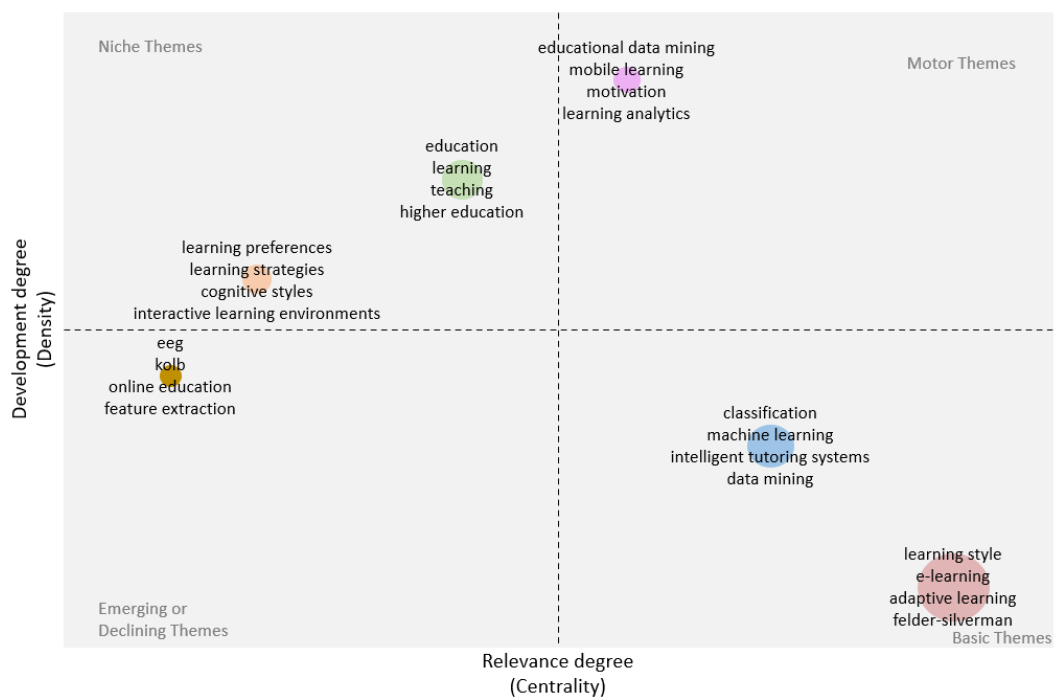 Niche Themes
educational data mining
mobile learning
motivation
learning analytics
Motor Themes
education
learning
teaching
higher education
learning preferences
learning strategies
cognitive styles
interactive learning environments
eeg
kolb
online education
feature extraction
classification
machine learning
intelligent tutoring systems
data mining
learning style
e-learning
adaptive learning
felder-silverman
Emerging or
Declining Themes
Basic Themes
Development degree
(Density)
Relevance degree
(Centrality)